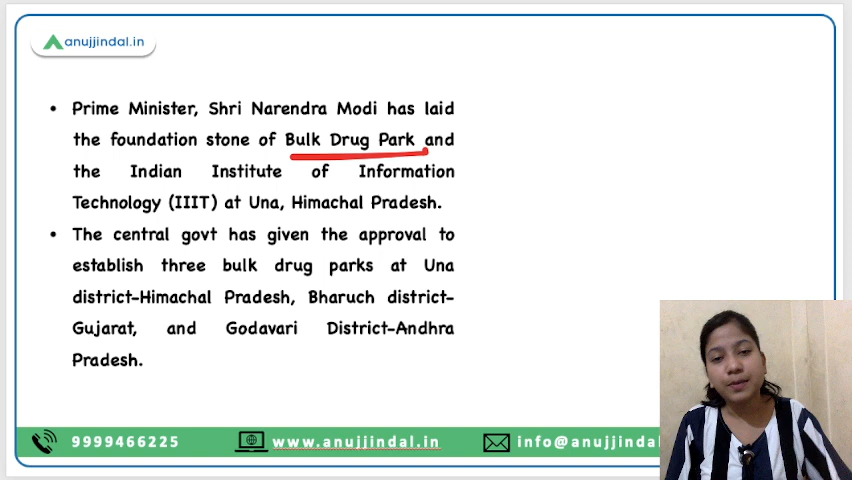 anujjindal.in
• Prime Minister, Shri Narendra Modi has laid
the foundation stone of Bulk Drug Park and
the Indian Institute of Information
Technology (IIIT) at Una, Himachal Pradesh.
• The central govt has given the approval to
establish three bulk drug parks at Una
district-Himachal Pradesh, Bharuch district-
Gujarat, and Godavari District-Andhra
Pradesh.
9999466225 www.anujjindal.in info@anujjindal